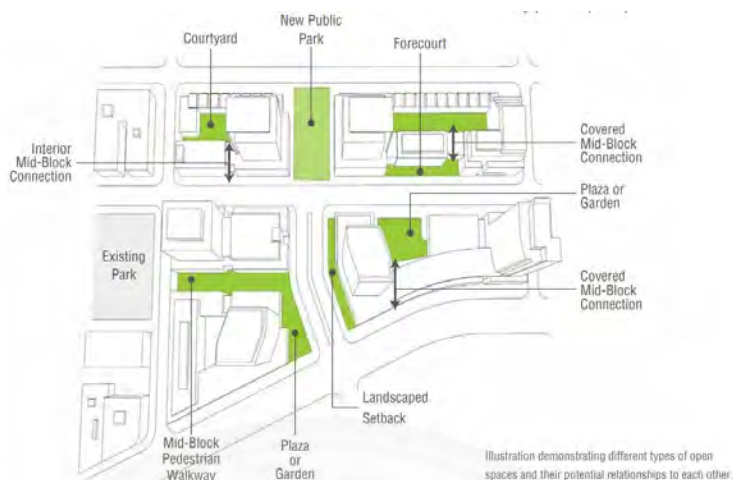 New Public
Park
Courtyard
Forecourt
Interior
Mid-Block
Connection
Covered
Mid-Block
Connection
Plaza or
Garden
Existing
Park
Covered
Mid-Block
Connection
Landscaped
Setback
Mid-Block
Pedestrian
Walkway
Plaza
or
Garden
Illustration demonstrating different types of open
spaces and their potential relationships to each other.